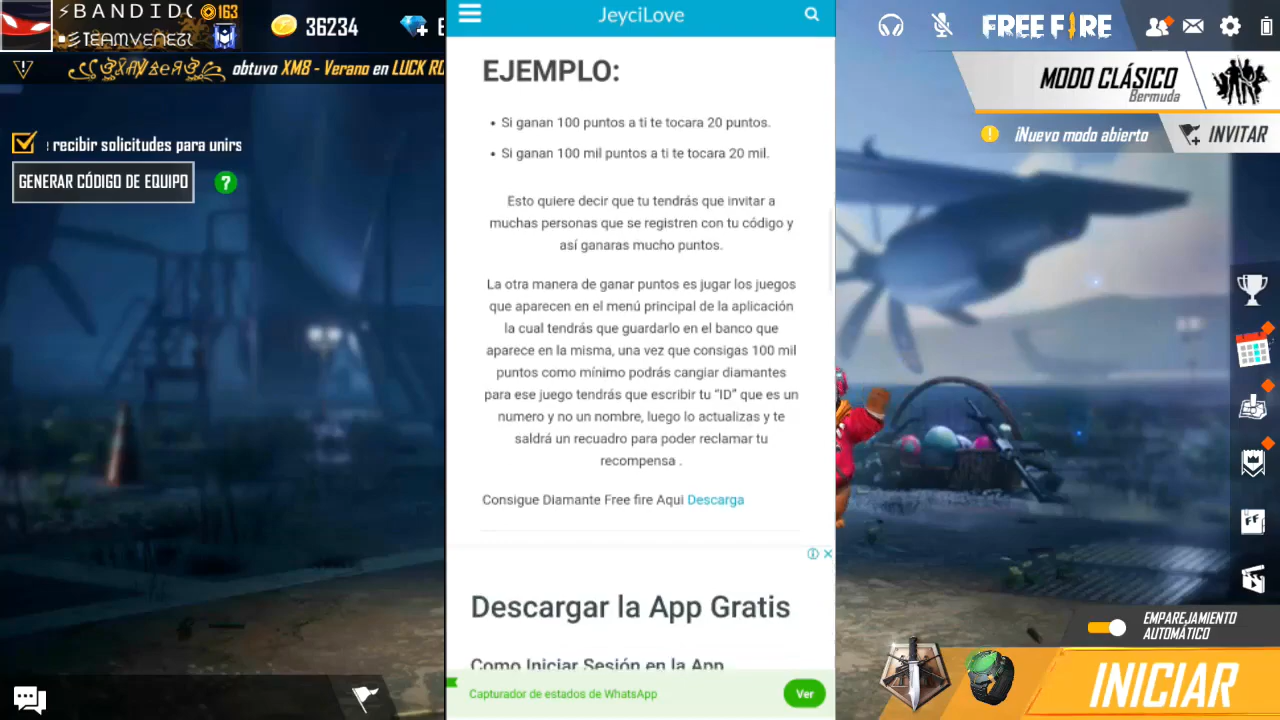 ⚡BANDIDO
163
TEAMVENEZL
36234
obtuvo XM8 - Verano en LUCK RO
e recibir solicitudes para unirs
GENERAR CÓDIGO DE EQUIPO
?
JeyciLove
EJEMPLO:
• Si ganan 100 puntos a ti te tocara 20 puntos.
• Si ganan 100 mil puntos a ti te tocara 20 mil.
Esto quiere decir que tu tendrás que invitar a
muchas personas que se registren con tu código y
así ganaras mucho puntos.
La otra manera de ganar puntos es jugar los juegos
que aparecen en el menú principal de la aplicación
la cual tendrás que guardarlo en el banco que
aparece en la misma, una vez que consigas 100 mil
puntos como mínimo podrás cangiar diamantes
para ese juego tendrás que escribir tu “ID” que es un
numero y no un nombre, luego lo actualizas y te
saldrá un recuadro para poder reclamar tu
recompensa .
Consigue Diamante Free fire Aqui Descarga
Descargar la App Gratis
Como Iniciar Sesión en la App
Capturador de estados de WhatsApp
Ver
FREE FIRE
MODO CLÁSICO
Bermuda
¡Nuevo modo abierto
INVITAR
FF
EMPAREJAMIENTO
AUTOMÁTICO
INICIAR